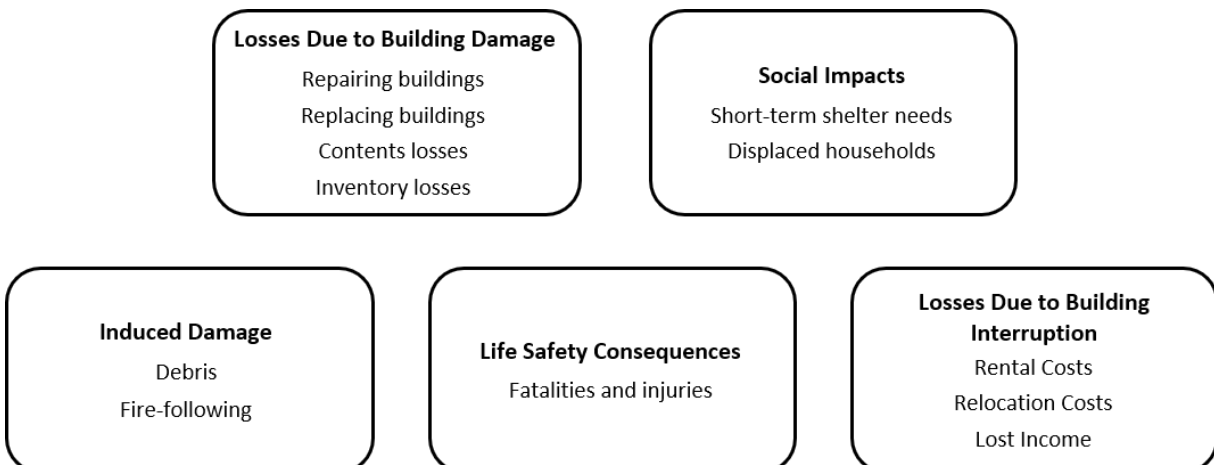 Losses Due to Building Damage
Repairing buildings
Replacing buildings
Contents losses
Inventory losses
Social Impacts
Short-term shelter needs
Displaced households
Induced Damage
Debris
Fire-following
Life Safety Consequences
Fatalities and injuries
Losses Due to Building
Interruption
Rental Costs
Relocation Costs
Lost Income